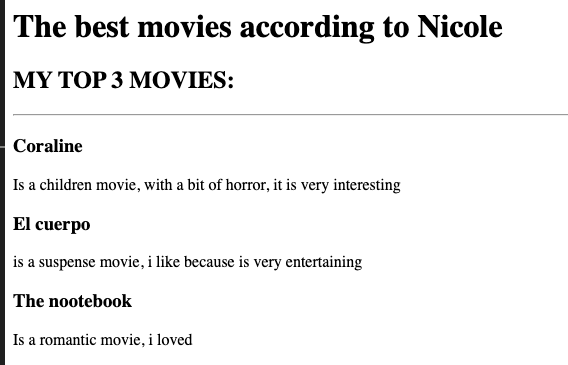 The best movies according to Nicole
MY TOP 3 MOVIES:
Coraline
Is a children movie, with a bit of horror, it is very interesting
El cuerpo
is a suspense movie, i like because is very entertaining
The nootebook
Is a romantic movie, i loved